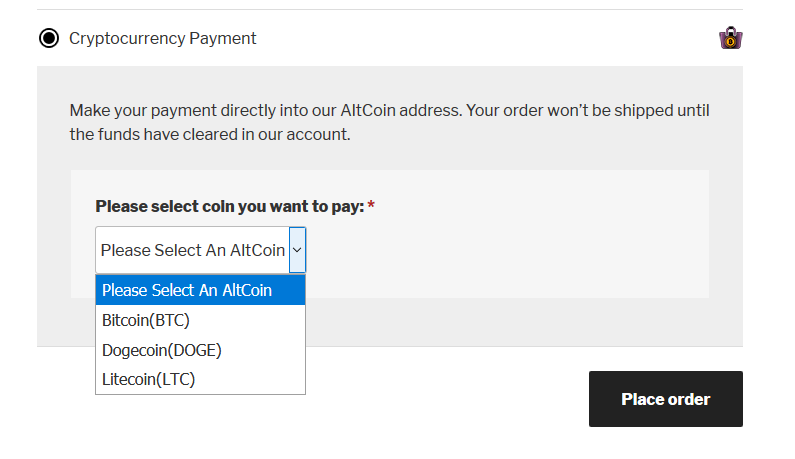 Cryptocurrency Payment
Make your payment directly into our AltCoin address. Your order won’t be shipped until
the funds have cleared in our account.
Please select coin you want to pay: *
Please Select An AltCoin
Please Select An AltCoin
Bitcoin(BTC)
Dogecoin(DOGE)
Litecoin(LTC)
Place order